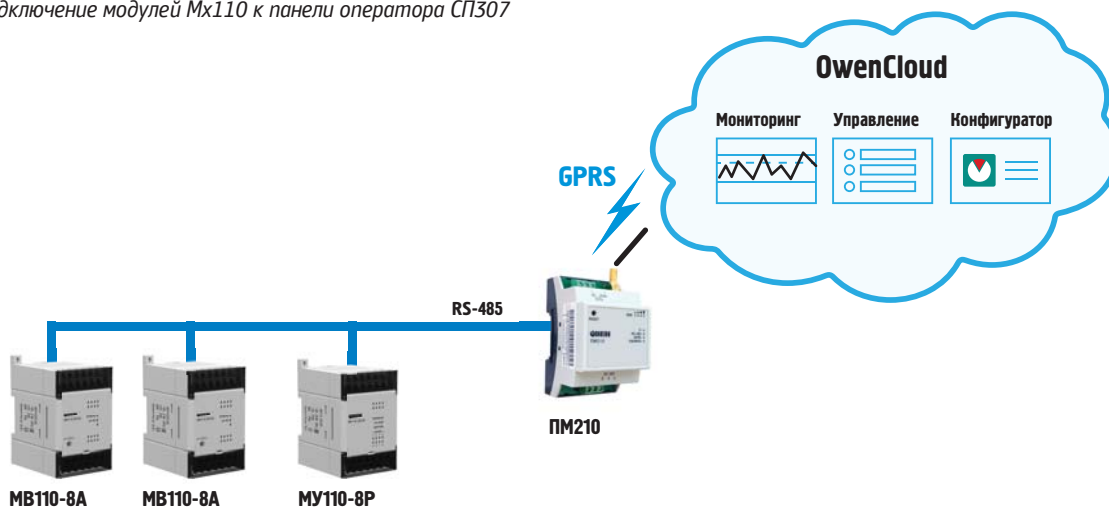 дключение модулей Мх110 к панели оператора СП307
OwenCloud
Мониторинг
Управление
Конфигуратор
GPRS
RS-485
ПМ210
МВ110-8А
МВ110-8А
МУ110-8Р